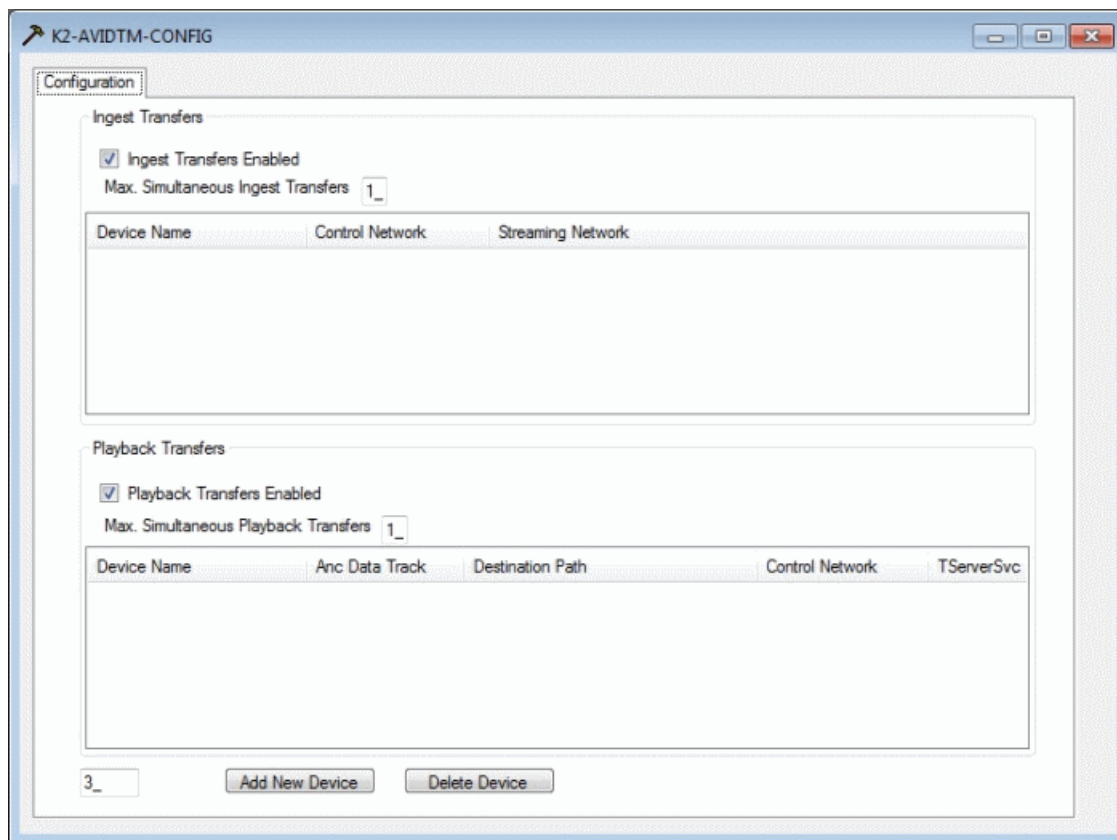 K2-AVIDTM-CONFIG
Configuration
Ingest Transfers
Ingest Transfers Enabled
Max. Simultaneous Ingest Transfers 1_
Device Name Control Network Streaming Network
Playback Transfers
Playback Transfers Enabled
Max. Simultaneous Playback Transfers 1_
Device Name Anc Data Track Destination Path Control Network TServerSvc
3_ Add New Device Delete Device